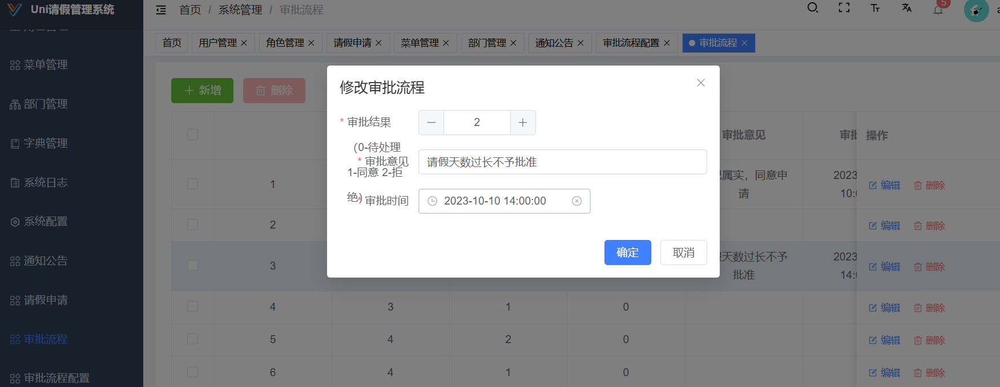 Uni请假管理系统
首页 / 系统管理 / 审批流程
5
首页
用户管理
角色管理
请假申请
菜单管理
部门管理
通知公告
审批流程配置
审批流程
菜单管理
部门管理
字典管理
系统日志
系统配置
通知公告
请假申请
审批流程
审批流程配置
新增
删除
审批意见
审批
操作
1
属实，同意申
请
2023
10:
编辑
删除
2
编辑
删除
3
天数过长不予
批准
2023
14:
编辑
删除
4 3 1 0
编辑
删除
5 4 2 0
编辑
删除
6 4 1 0
编辑
删除
修改审批流程
* 审批结果
(0-待处理
1-同意 2-拒
绝)
2
* 审批意见
请假天数过长不予批准
* 审批时间
2023-10-10 14:00:00
确定
取消